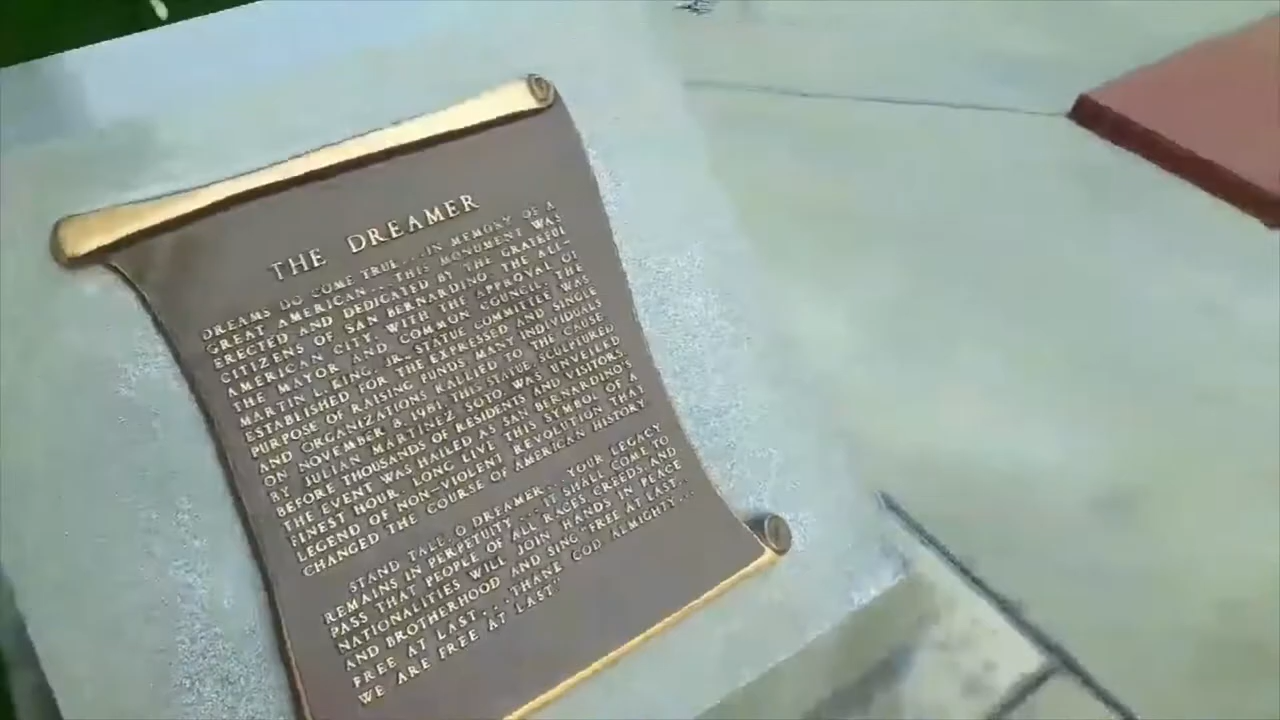 THE DREAMER
DREAMS DO COME TRUE...IN MEMORY OF A
GREAT AMERICAN...THIS MONUMENT WAS
ERECTED AND DEDICATED BY THE GRATEFUL
CITIZENS OF SAN BERNARDINO, THE ALL-
AMERICAN CITY, WITH THE APPROVAL OF
THE MAYOR AND COMMON COUNCIL. THE
MARTIN L. KING, JR., STATUE COMMITTEE WAS
ESTABLISHED FOR THE EXPRESSED AND SINGLE
PURPOSE OF RAISING FUNDS. MANY INDIVIDUALS
AND ORGANIZATIONS RALLIED TO THE CAUSE.
ON NOVEMBER 8, 1981, THIS STATUE, SCULPTURED
BY JULIAN MARTINEZ SOTO, WAS UNVEILED
BEFORE THOUSANDS OF RESIDENTS AND VISITORS.
THE EVENT WAS HAILED AS SAN BERNARDINO'S
FINEST HOUR. LONG LIVE THIS SYMBOL OF A
LEGEND OF NON-VIOLENT REVOLUTION THAT
CHANGED THE COURSE OF AMERICAN HISTORY.
STAND TALL, O DREAMER... YOUR LEGACY
REMAINS IN PERPETUITY... IT SHALL COME TO
PASS THAT PEOPLE OF ALL RACES, CREEDS, AND
NATIONALITIES WILL JOIN HANDS IN PEACE
AND BROTHERHOOD AND SING "FREE AT LAST...
FREE AT LAST...THANK GOD ALMIGHTY...
WE ARE FREE AT LAST"